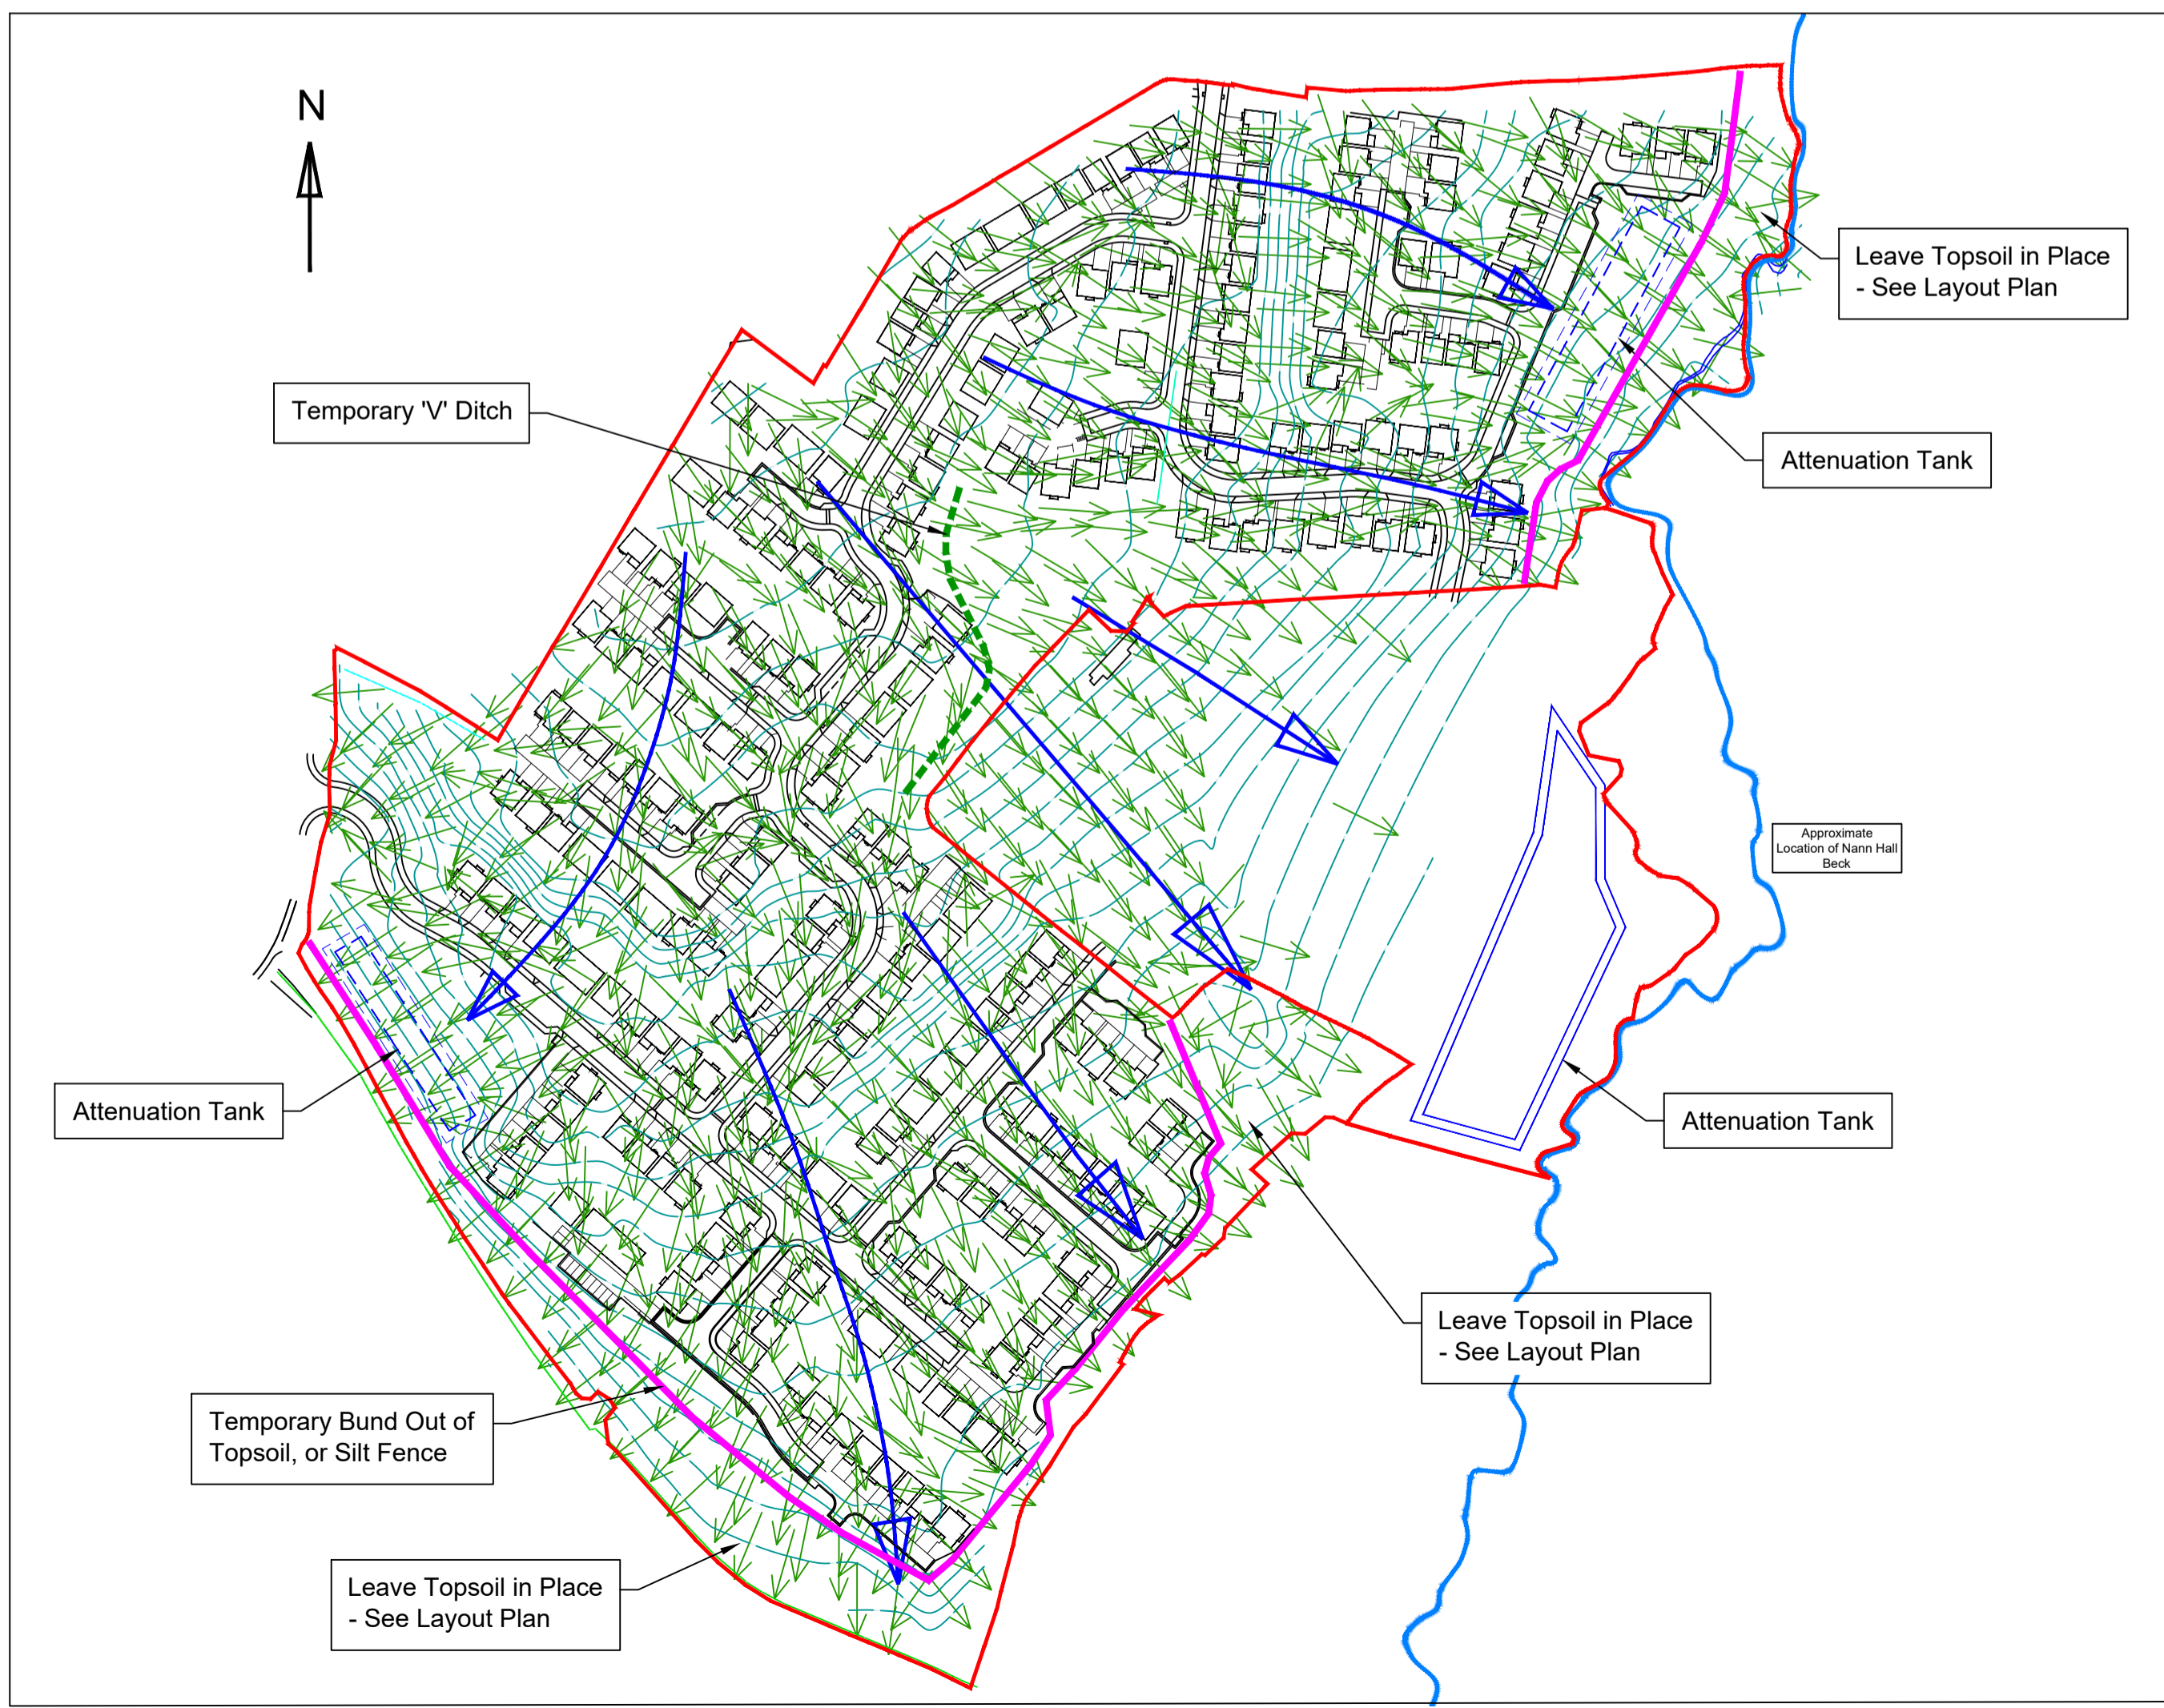 N
Leave Topsoil in Place
- See Layout Plan
Temporary 'V' Ditch
Attenuation Tank
Approximate
Location of Nann Hall
Beck
Attenuation Tank
Attenuation Tank
Leave Topsoil in Place
- See Layout Plan
Temporary Bund Out of
Topsoil, or Silt Fence
Leave Topsoil in Place
- See Layout Plan